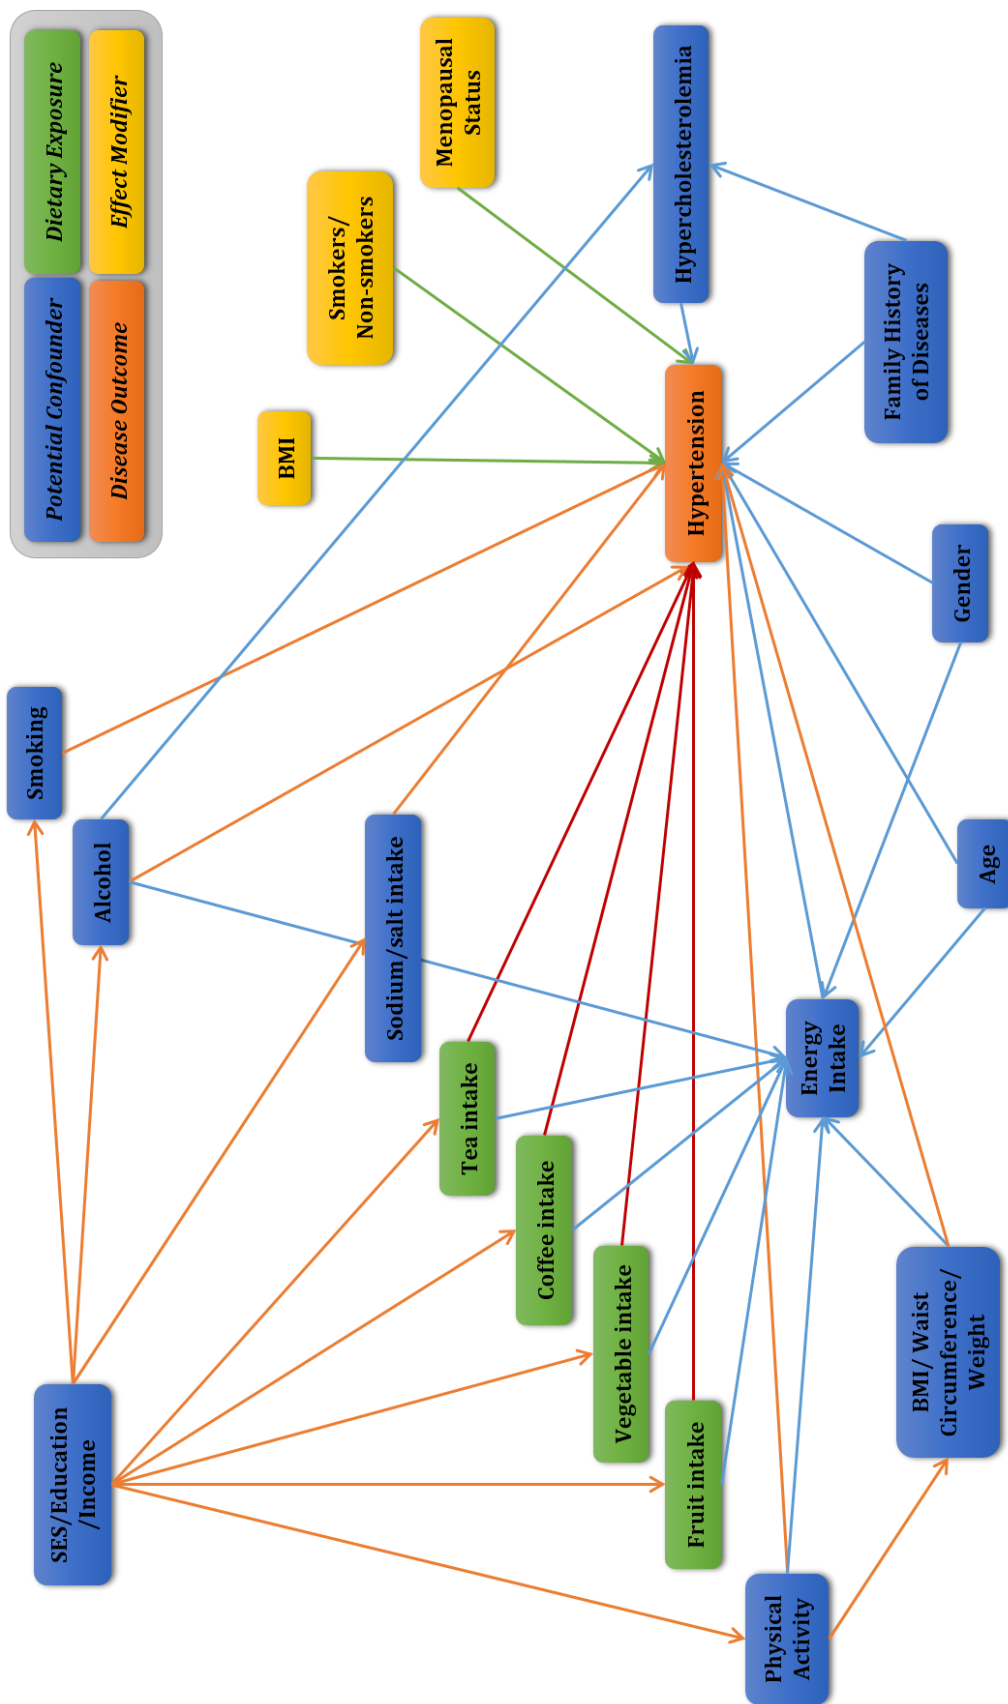 Potential Confounder
Dietary Exposure
Disease Outcome
Effect Modifier
SES/Education
/Income
Smoking
Alcohol
Sodium/salt intake
Tea intake
Coffee intake
Vegetable intake
Fruit intake
Physical
Activity
BMI/ Waist
Circumference/
Weight
Energy
Intake
Age
Gender
Family History
of Diseases
Hypercholesterolemia
Hypertension
BMI
Smokers/
Non-smokers
Menopausal
Status